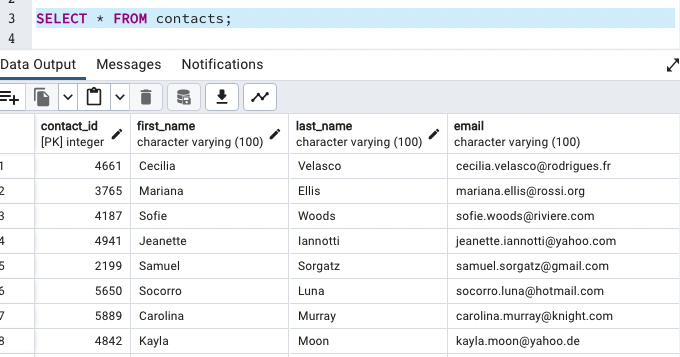 2
3 SELECT * FROM contacts;
4
Data Output Messages Notifications
contact_id first_name last_name email
[PK] integer character varying (100) character varying (100) character varying (100)
1 4661 Cecilia Velasco cecilia.velasco@rodrigues.fr
2 3765 Mariana Ellis mariana.ellis@rossi.org
3 4187 Sofie Woods sofie.woods@riviere.com
4 4941 Jeanette Iannotti jeanette.iannotti@yahoo.com
5 2199 Samuel Sorgatz samuel.sorgatz@gmail.com
6 5650 Socorro Luna socorro.luna@hotmail.com
7 5889 Carolina Murray carolina.murray@knight.com
8 4842 Kayla Moon kayla.moon@yahoo.de